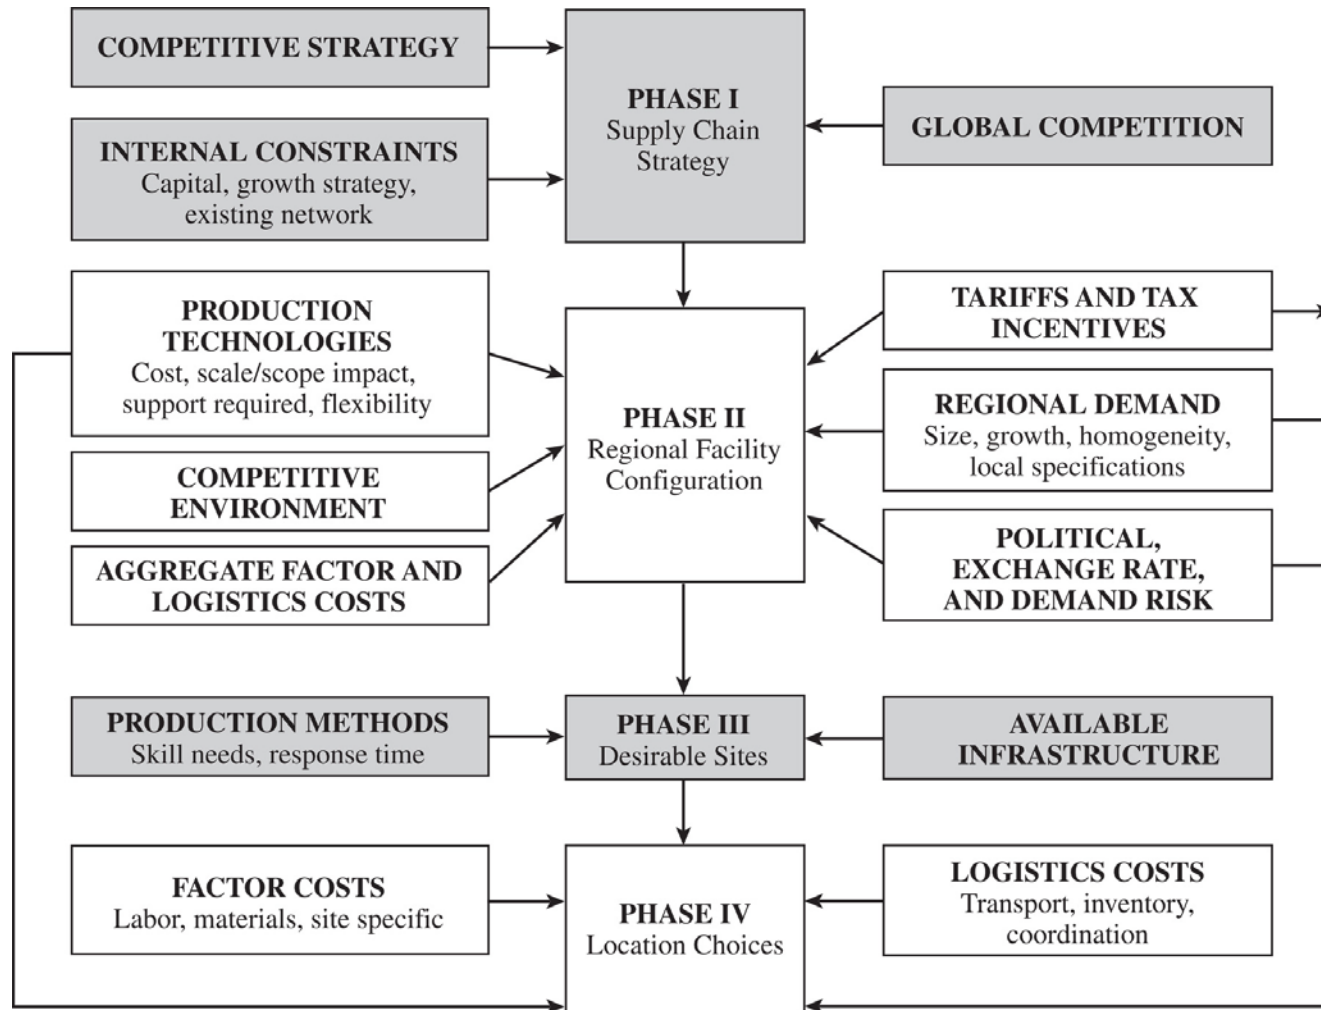 COMPETITIVE STRATEGY
PHASE I
Supply Chain
Strategy
GLOBAL COMPETITION
INTERNAL CONSTRAINTS
Capital, growth strategy,
existing network
PRODUCTION
TECHNOLOGIES
Cost, scale/scope impact,
support required, flexibility
TARIFFS AND TAX
INCENTIVES
PHASE II
Regional Facility
Configuration
REGIONAL DEMAND
Size, growth, homogeneity,
local specifications
COMPETITIVE
ENVIRONMENT
AGGREGATE FACTOR AND
LOGISTICS COSTS
POLITICAL,
EXCHANGE RATE,
AND DEMAND RISK
PRODUCTION METHODS
Skill needs, response time
PHASE III
Desirable Sites
AVAILABLE
INFRASTRUCTURE
FACTOR COSTS
Labor, materials, site specific
PHASE IV
Location Choices
LOGISTICS COSTS
Transport, inventory,
coordination